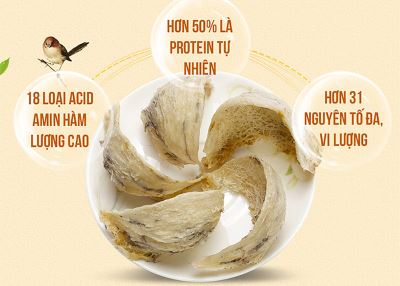 HƠN 50% LÀ
PROTEIN TỰ
NHIÊN
18 LOẠI ACID
AMIN HÀM
LƯỢNG CAO
HƠN 31
NGUYÊN TỐ ĐA,
VI LƯỢNG